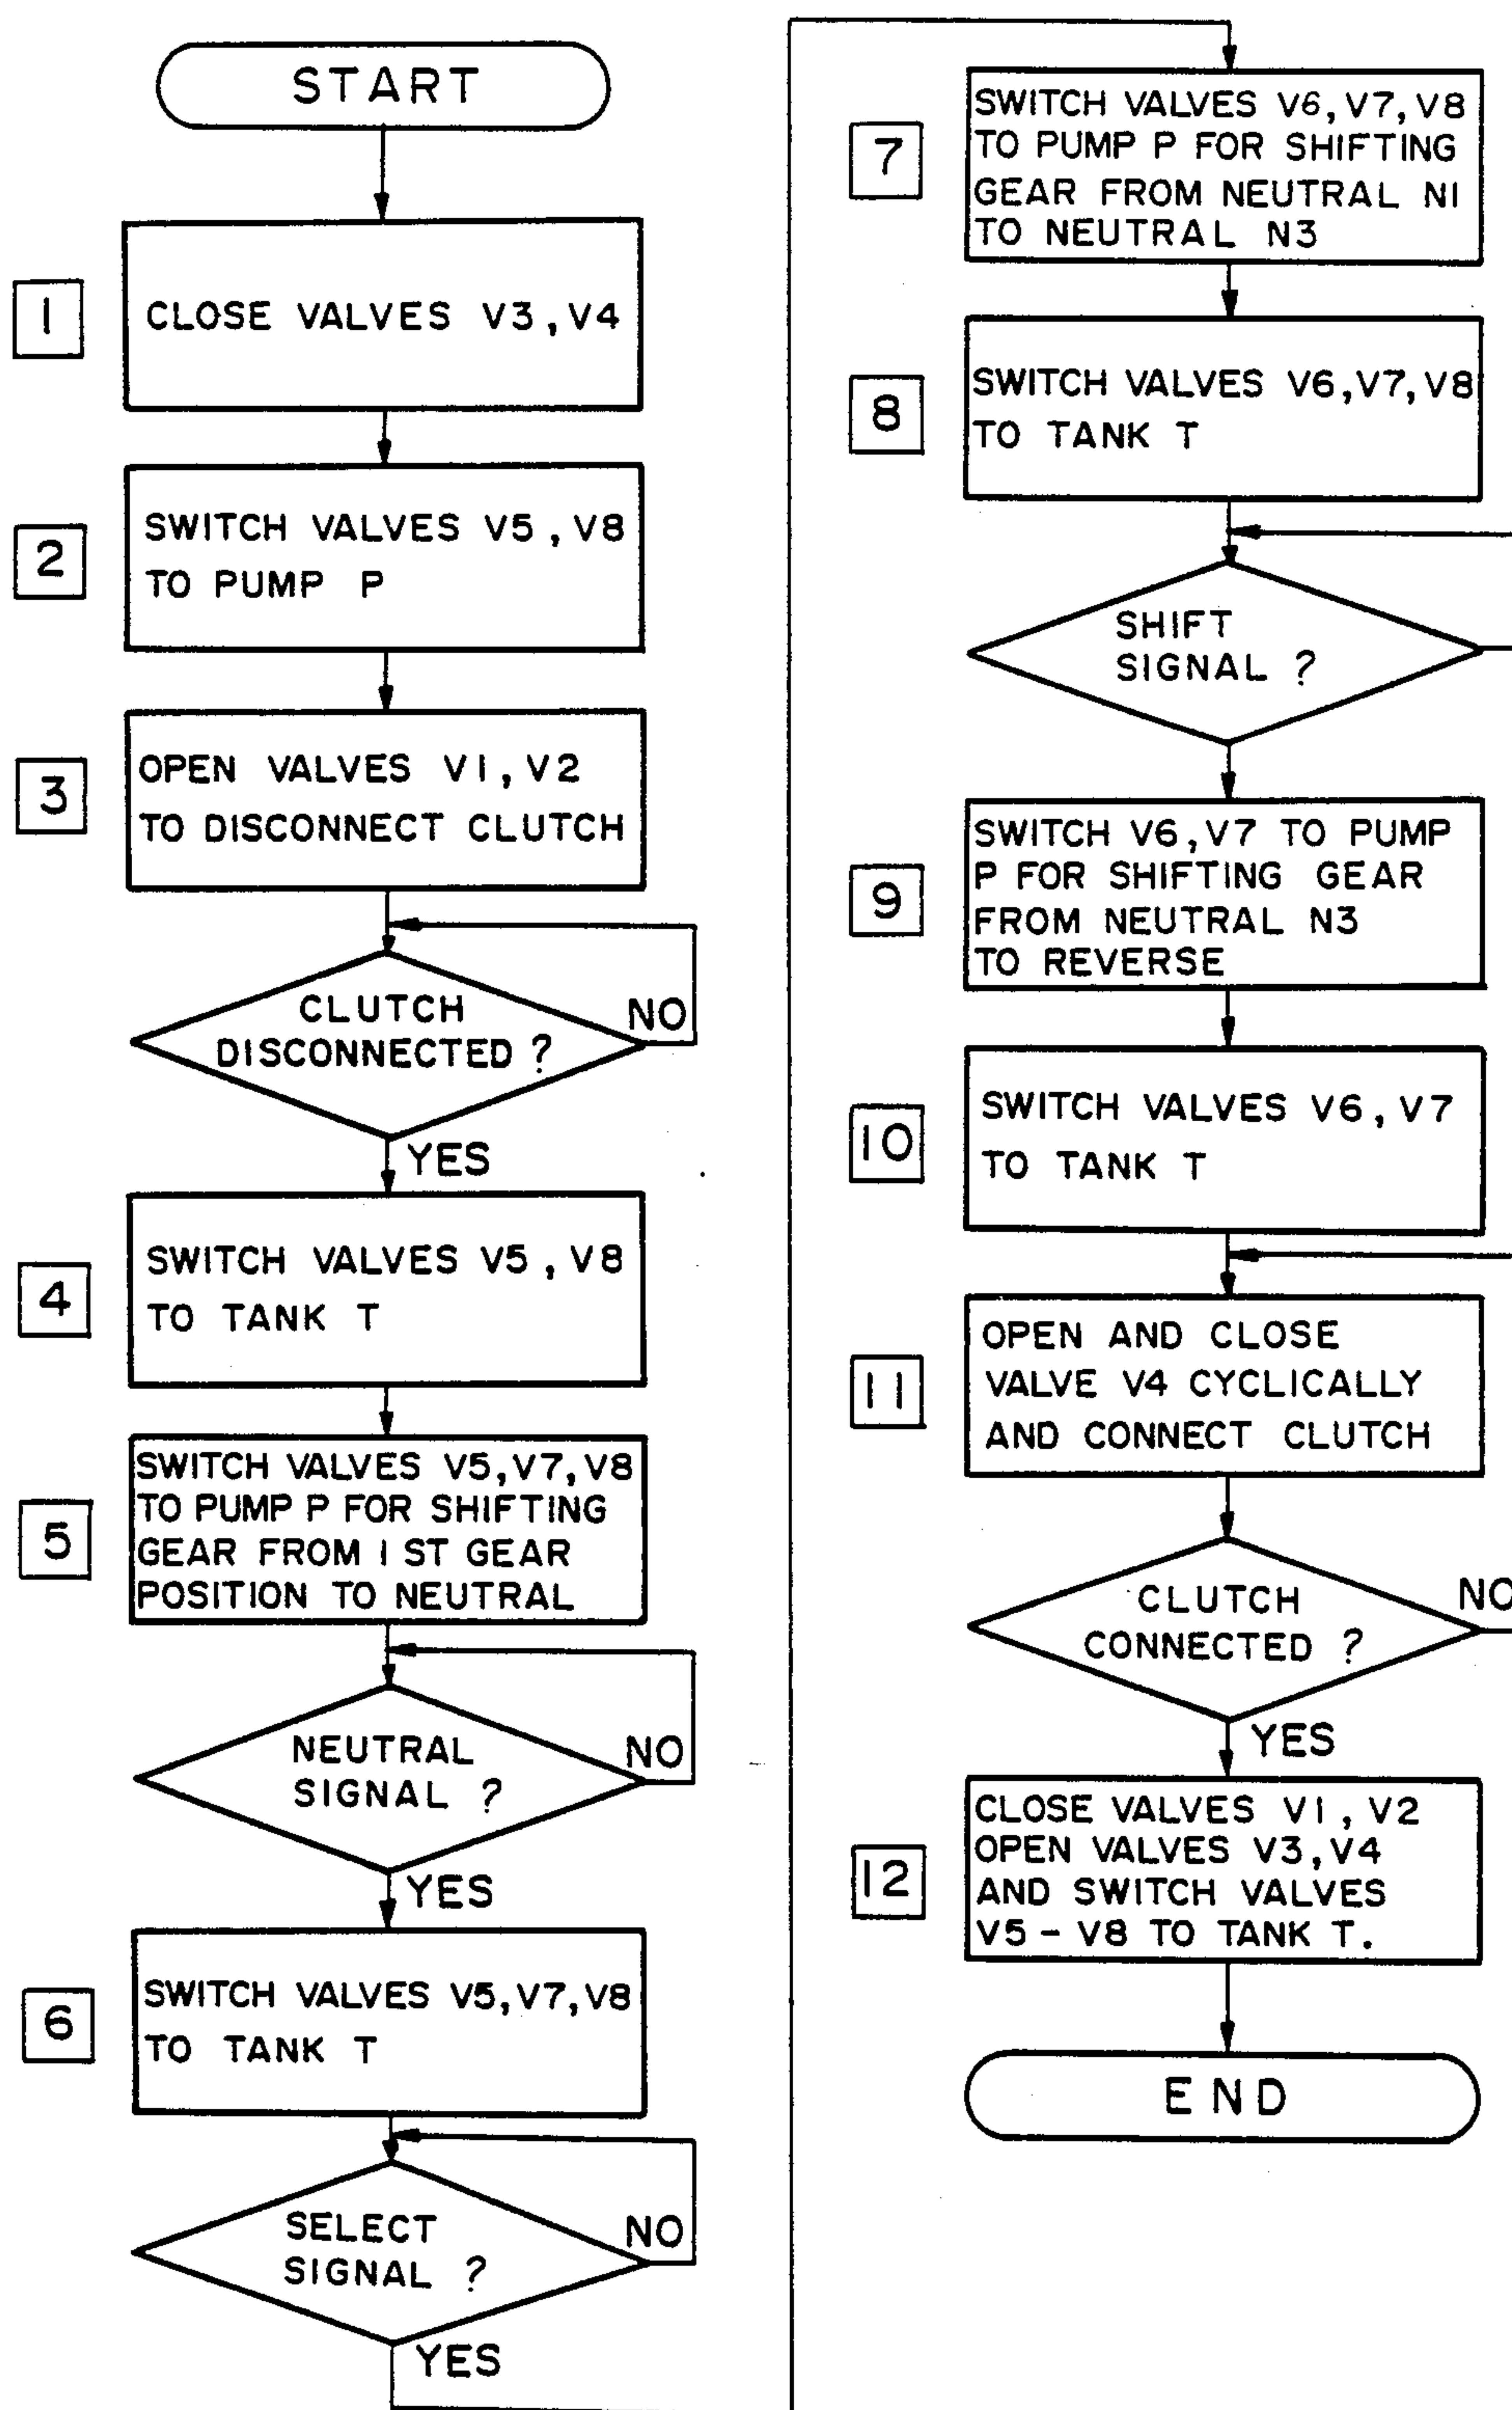 START
1
CLOSE VALVES V3, V4
2
SWITCH VALVES V5, V8
TO PUMP P
3
OPEN VALVES V1, V2
TO DISCONNECT CLUTCH
CLUTCH
DISCONNECTED ?
NO
YES
4
SWITCH VALVES V5, V8
TO TANK T
5
SWITCH VALVES V5, V7, V8
TO PUMP P FOR SHIFTING
GEAR FROM 1 ST GEAR
POSITION TO NEUTRAL
NEUTRAL
SIGNAL ?
NO
YES
6
SWITCH VALVES V5, V7, V8
TO TANK T
SELECT
SIGNAL ?
NO
YES
7
SWITCH VALVES V6, V7, V8
TO PUMP P FOR SHIFTING
GEAR FROM NEUTRAL N1
TO NEUTRAL N3
8
SWITCH VALVES V6, V7, V8
TO TANK T
SHIFT
SIGNAL ?
9
SWITCH V6, V7 TO PUMP
P FOR SHIFTING GEAR
FROM NEUTRAL N3
TO REVERSE
10
SWITCH VALVES V6, V7
TO TANK T
11
OPEN AND CLOSE
VALVE V4 CYCLICALLY
AND CONNECT CLUTCH
CLUTCH
CONNECTED ?
NO
YES
12
CLOSE VALVES V1, V2
OPEN VALVES V3, V4
AND SWITCH VALVES
V5 - V8 TO TANK T.
END